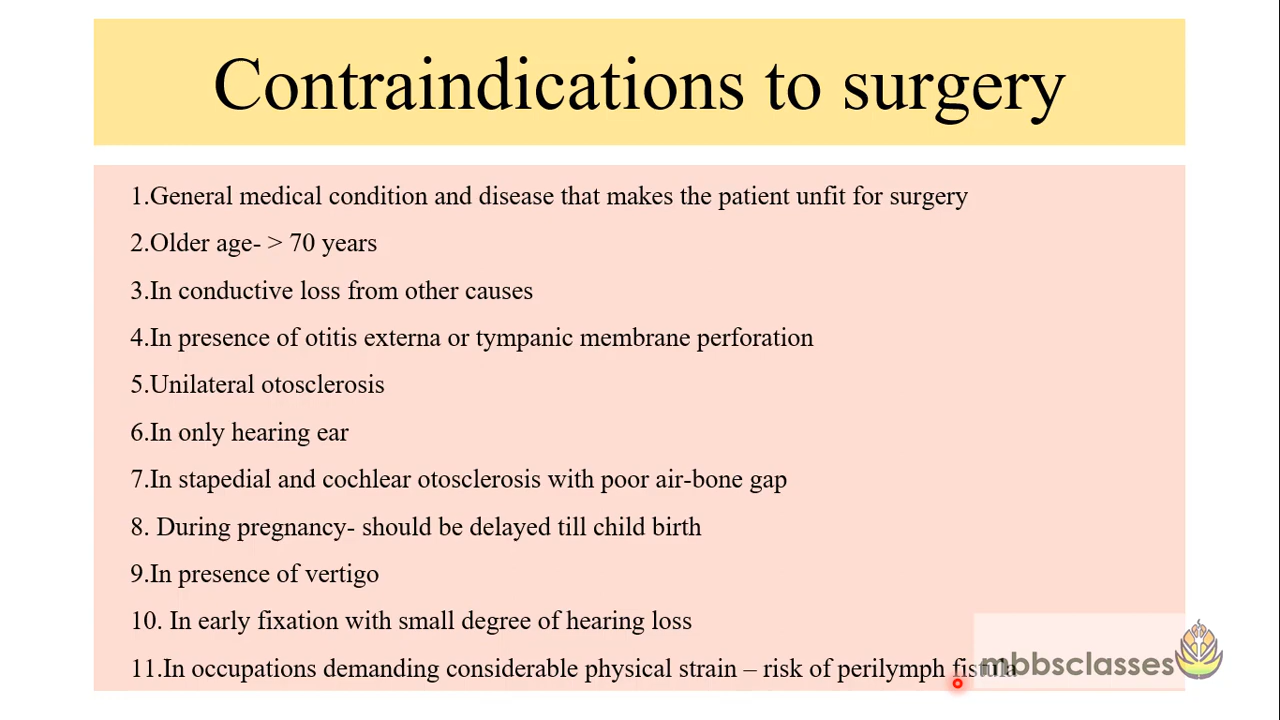 Contraindications to surgery
1.General medical condition and disease that makes the patient unfit for surgery
2.Older age- > 70 years
3.In conductive loss from other causes
4.In presence of otitis externa or tympanic membrane perforation
5.Unilateral otosclerosis
6.In only hearing ear
7.In stapedial and cochlear otosclerosis with poor air-bone gap
8. During pregnancy- should be delayed till child birth
9.In presence of vertigo
10. In early fixation with small degree of hearing loss
11.In occupations demanding considerable physical strain – risk of perilymph fistula
mbbsclasses